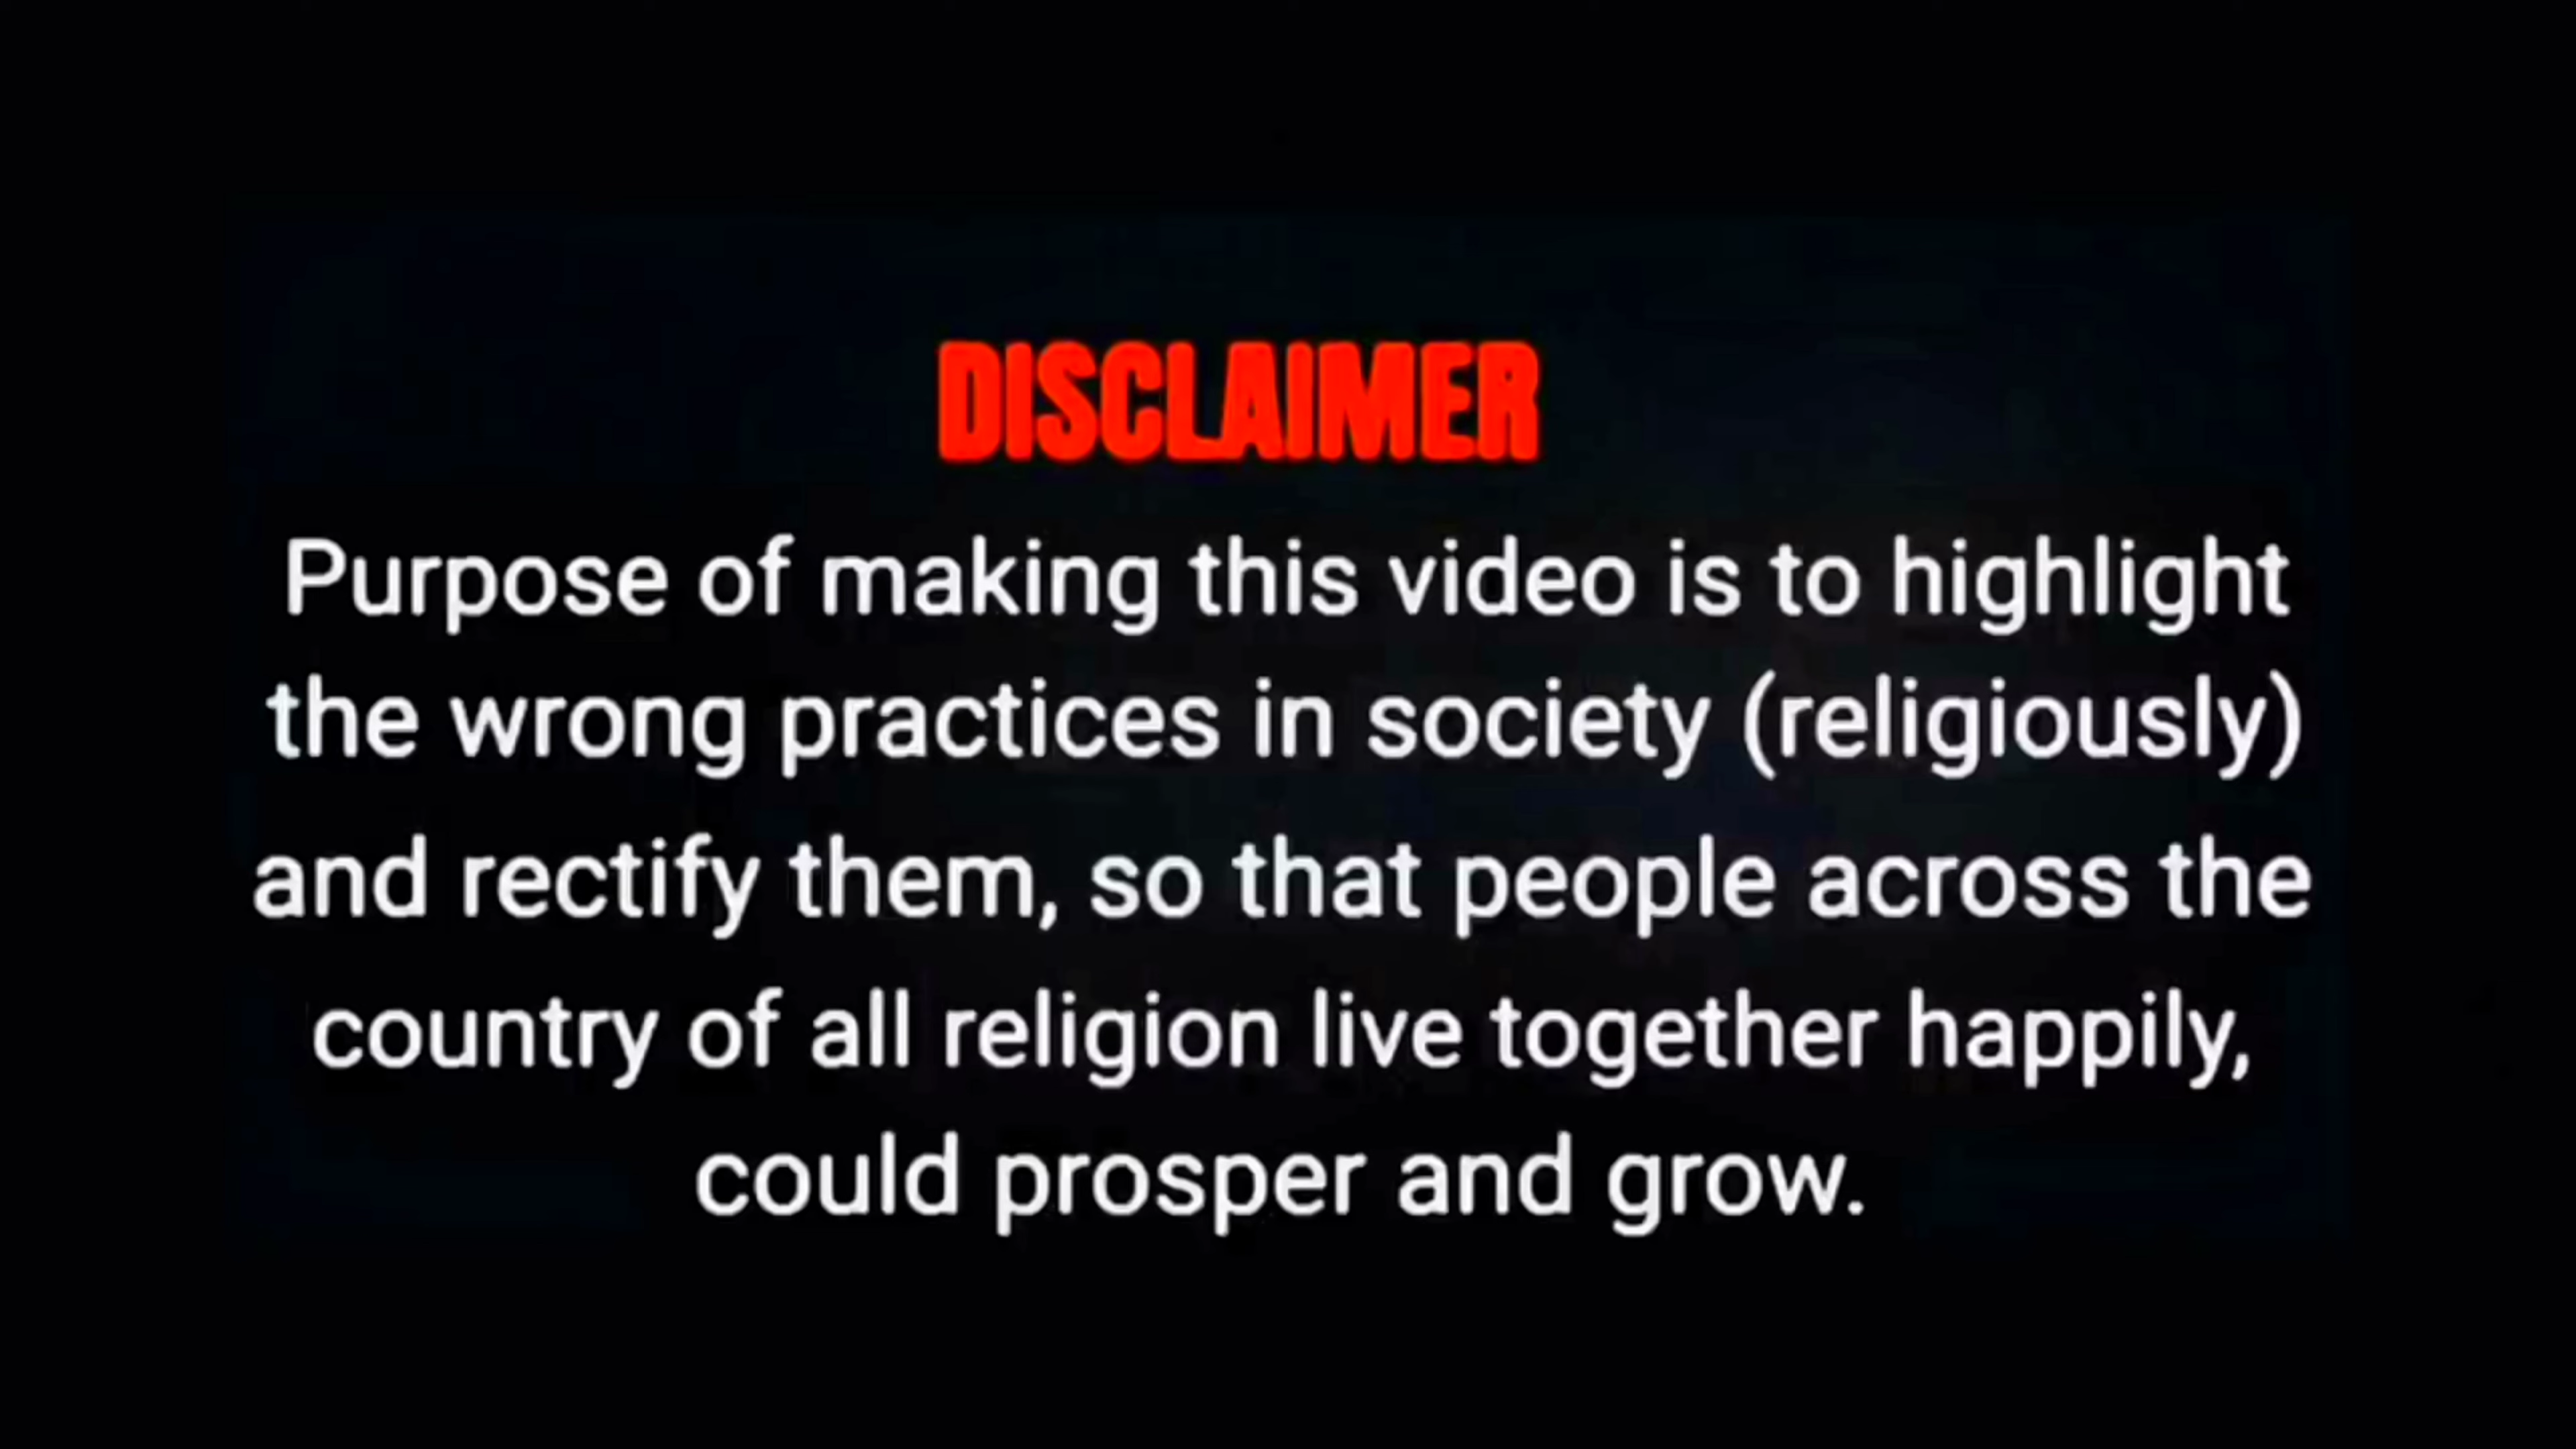 DISCLAIMER
Purpose of making this video is to highlight
the wrong practices in society (religiously)
and rectify them, so that people across the
country of all religion live together happily,
could prosper and grow.